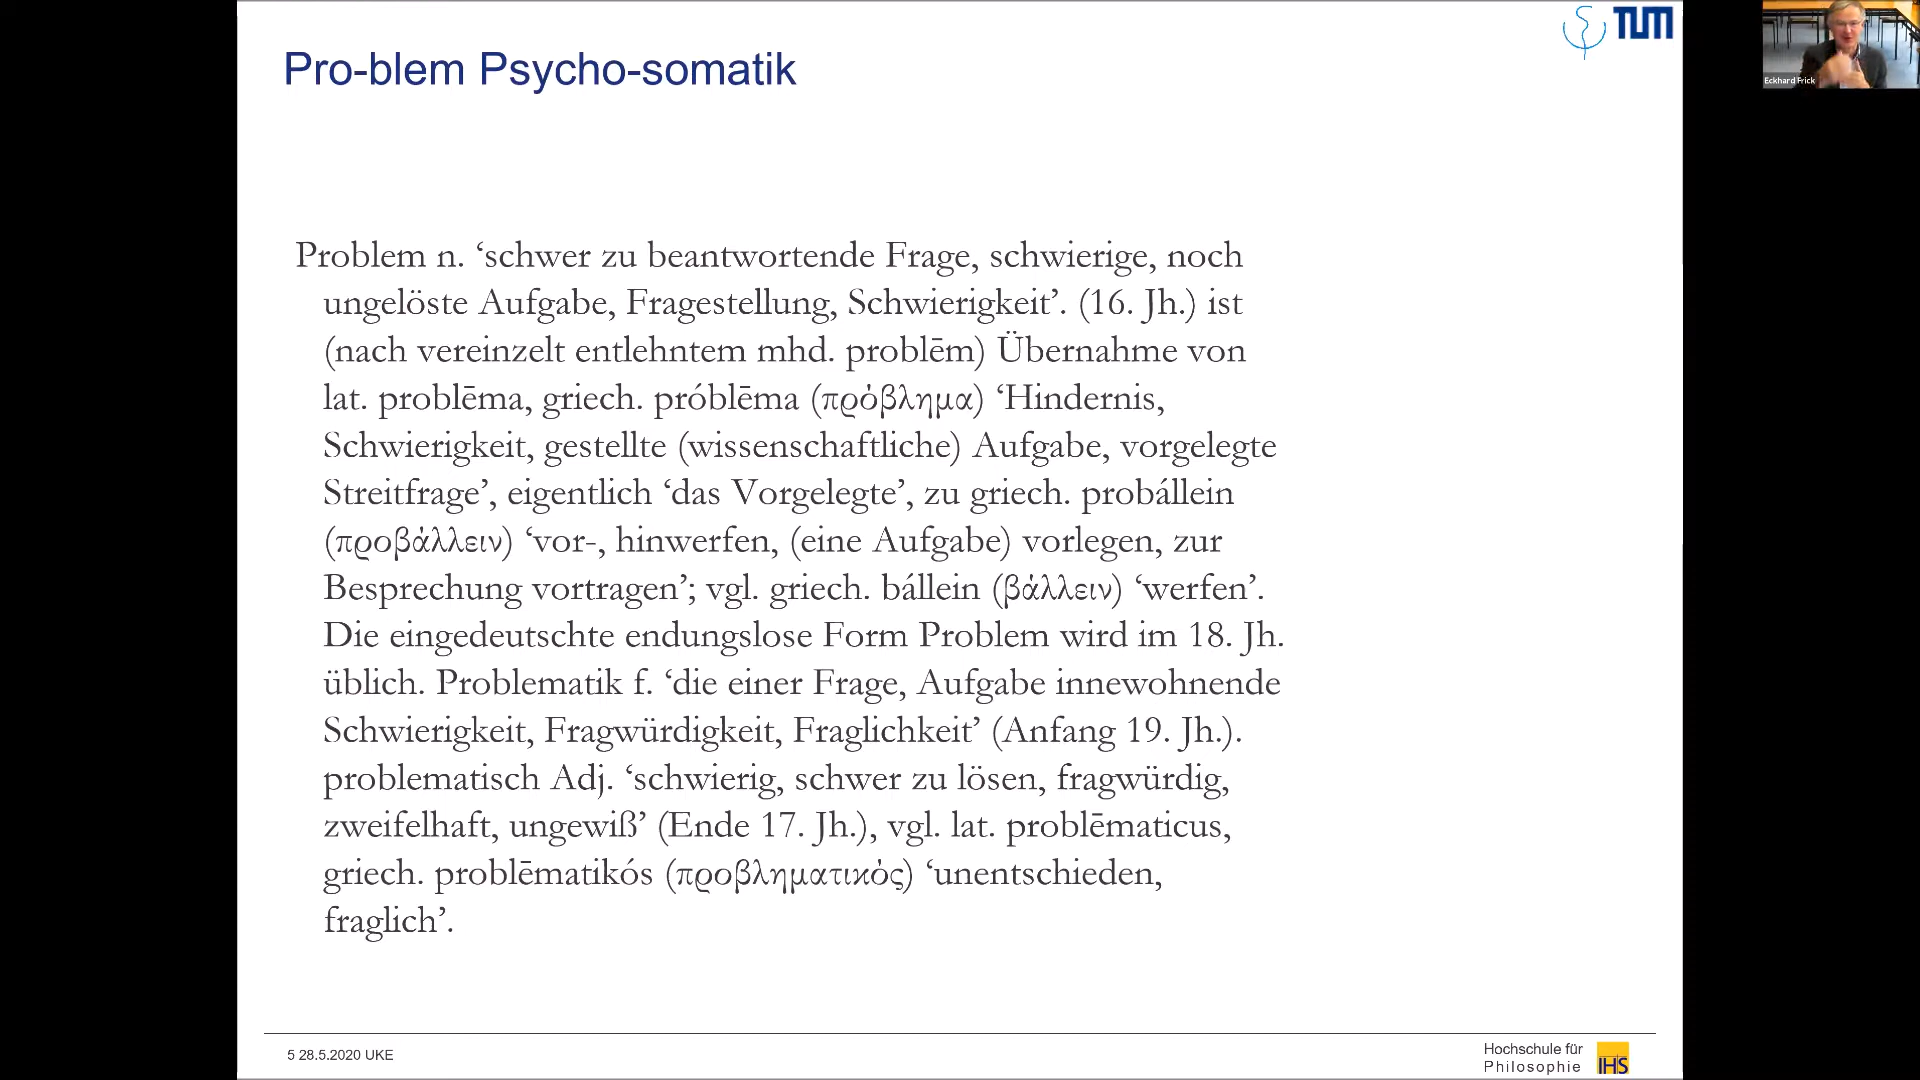 Pro-blem Psycho-somatik
TUM
Eckhard Frick
Problem n. ‘schwer zu beantwortende Frage, schwierige, noch
ungelöste Aufgabe, Fragestellung, Schwierigkeit’. (16. Jh.) ist
(nach vereinzelt entlehntem mhd. problēm) Übernahme von
lat. problēma, griech. próblēma (πρόβλημα) ‘Hindernis,
Schwierigkeit, gestellte (wissenschaftliche) Aufgabe, vorgelegte
Streitfrage’, eigentlich ‘das Vorgelegte’, zu griech. probállein
(προβάλλειν) ‘vor-, hinwerfen, (eine Aufgabe) vorlegen, zur
Besprechung vortragen’; vgl. griech. bállein (βάλλειν) ‘werfen’.
Die eingedeutschte endungslose Form Problem wird im 18. Jh.
üblich. Problematik f. ‘die einer Frage, Aufgabe innewohnende
Schwierigkeit, Fragwürdigkeit, Fraglichkeit’ (Anfang 19. Jh.).
problematisch Adj. ‘schwierig, schwer zu lösen, fragwürdig,
zweifelhaft, ungewiß’ (Ende 17. Jh.), vgl. lat. problēmaticus,
griech. problēmatikós (προβληματικός) ‘unentschieden,
fraglich’.
5 28.5.2020 UKE
Hochschule für
Philosophie
IHS